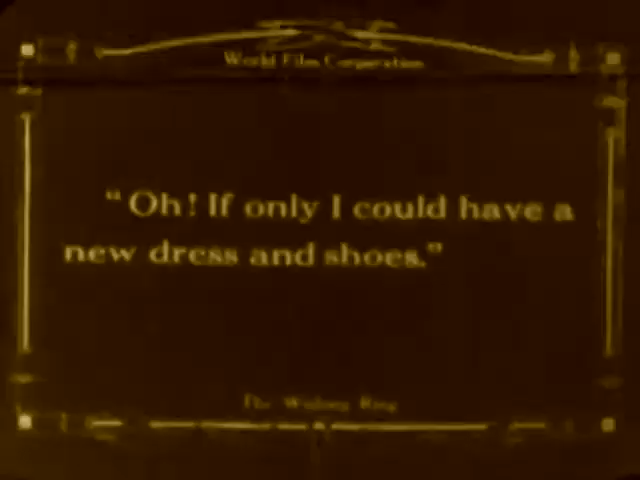 World Film Corporation
"Oh! If only I could have a
new dress and shoes."
The Wishing Ring